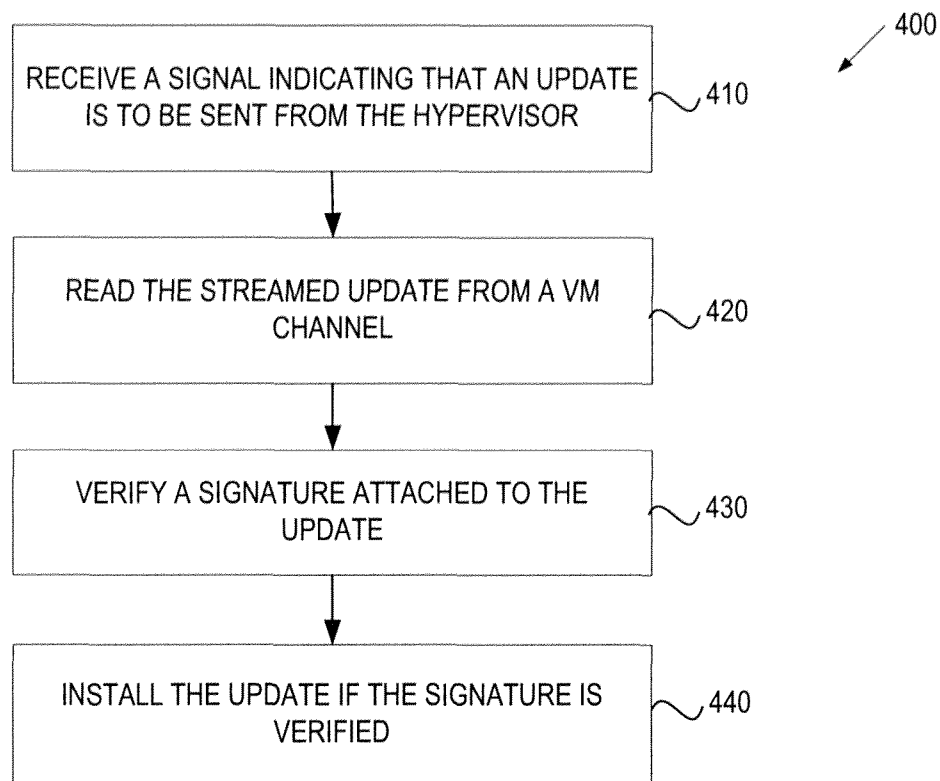 400
RECEIVE A SIGNAL INDICATING THAT AN UPDATE
IS TO BE SENT FROM THE HYPERVISOR
410
READ THE STREAMED UPDATE FROM A VM
CHANNEL
420
VERIFY A SIGNATURE ATTACHED TO THE
UPDATE
430
INSTALL THE UPDATE IF THE SIGNATURE IS
VERIFIED
440